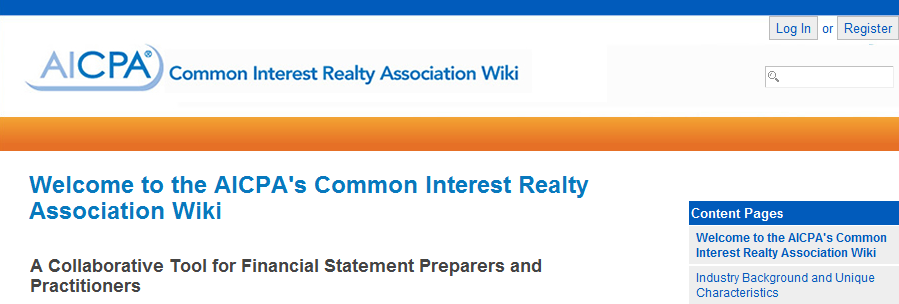 Log In or Register
AICPA®
Common Interest Realty Association Wiki
Welcome to the AICPA's Common Interest Realty
Association Wiki
A Collaborative Tool for Financial Statement Preparers and
Practitioners
Content Pages
Welcome to the AICPA's Common
Interest Realty Association Wiki
Industry Background and Unique
Characteristics